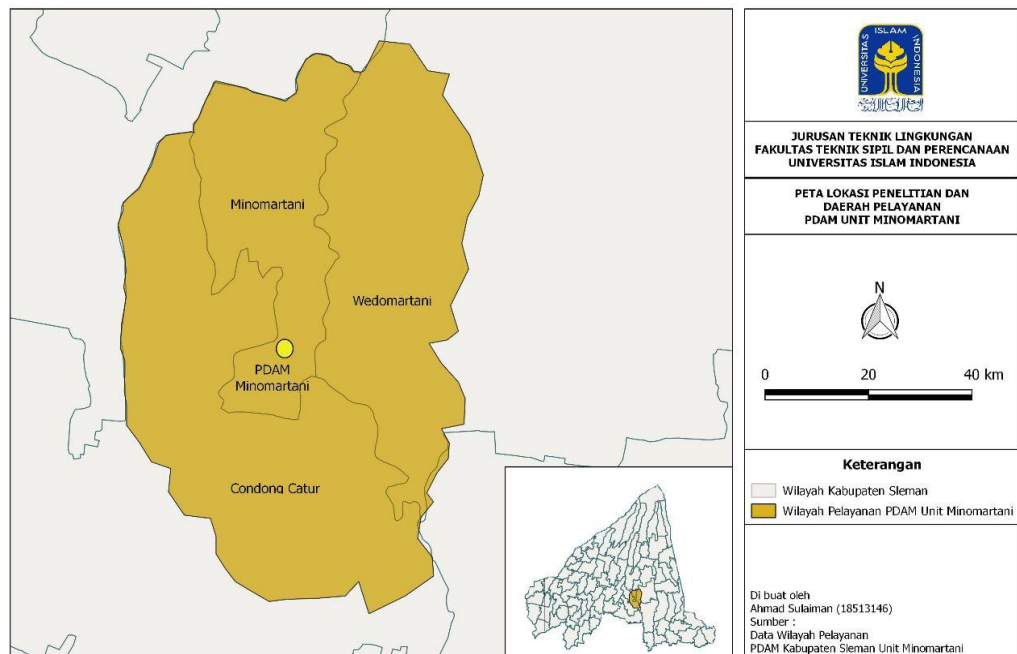 Minomartani
Wedomartani
PDAM
Minomartani
Condong Catur
UNIVERSITAS ISLAM INDONESIA
JURUSAN TEKNIK LINGKUNGAN
FAKULTAS TEKNIK SIPIL DAN PERENCANAAN
UNIVERSITAS ISLAM INDONESIA
PETA LOKASI PENELITIAN DAN
DAERAH PELAYANAN
PDAM UNIT MINOMARTANI
N
0 20 40 km
Keterangan
Wilayah Kabupaten Sleman
Wilayah Pelayanan PDAM Unit Minomartani
Di buat oleh
Ahmad Sulaiman (18513146)
Sumber :
Data Wilayah Pelayanan
PDAM Kabupaten Sleman Unit Minomartani